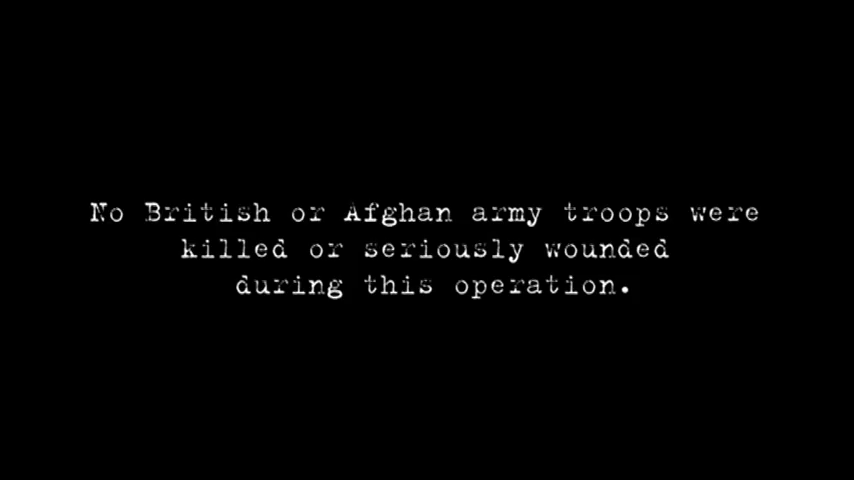 No British or Afghan army troops were
killed or seriously wounded
during this operation.